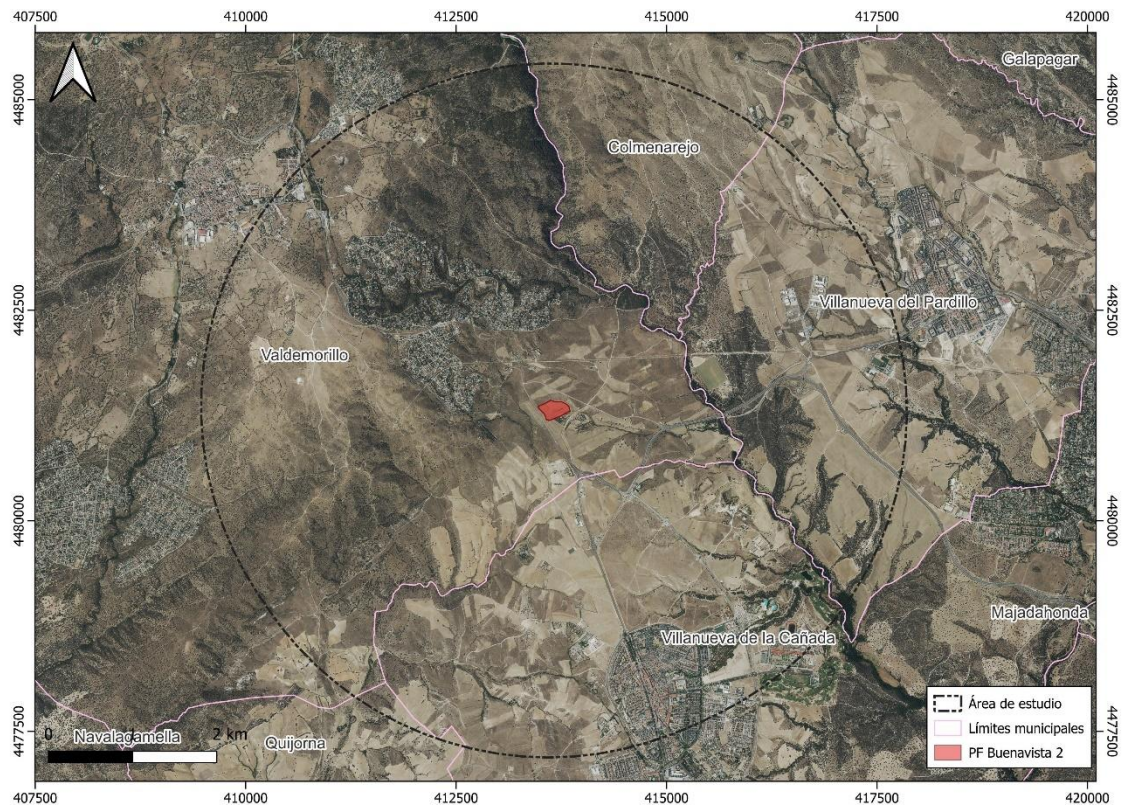 407500 410000 412500 415000 417500 420000
Galapagar
4485000 4485000
Colmenarejo
4482500 4482500
Villanueva del Pardillo
Valdemorillo
4480000 4480000
Majadahonda
Villanueva de la Cañada
Área de estudio
Límites municipales
PF Buenavista 2
0 2 km
Navalagamella
Quijorna
4477500 4477500
407500 410000 412500 415000 417500 420000